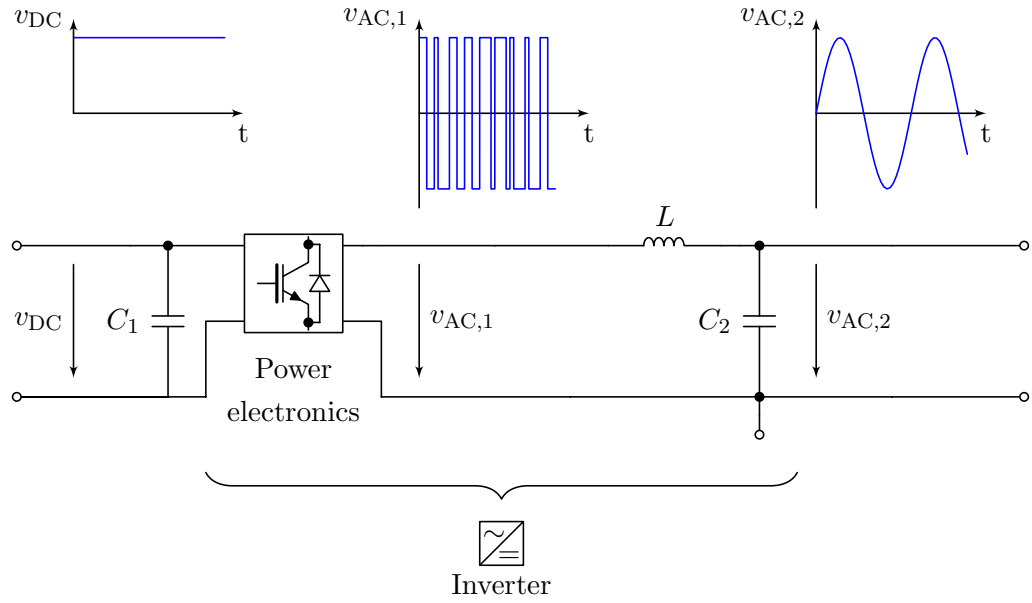 v_DC
v_AC,1
v_AC,2
t
t
t
L
v_DC
C_1
v_AC,1
C_2
v_AC,2
Power
electronics
~
=
Inverter